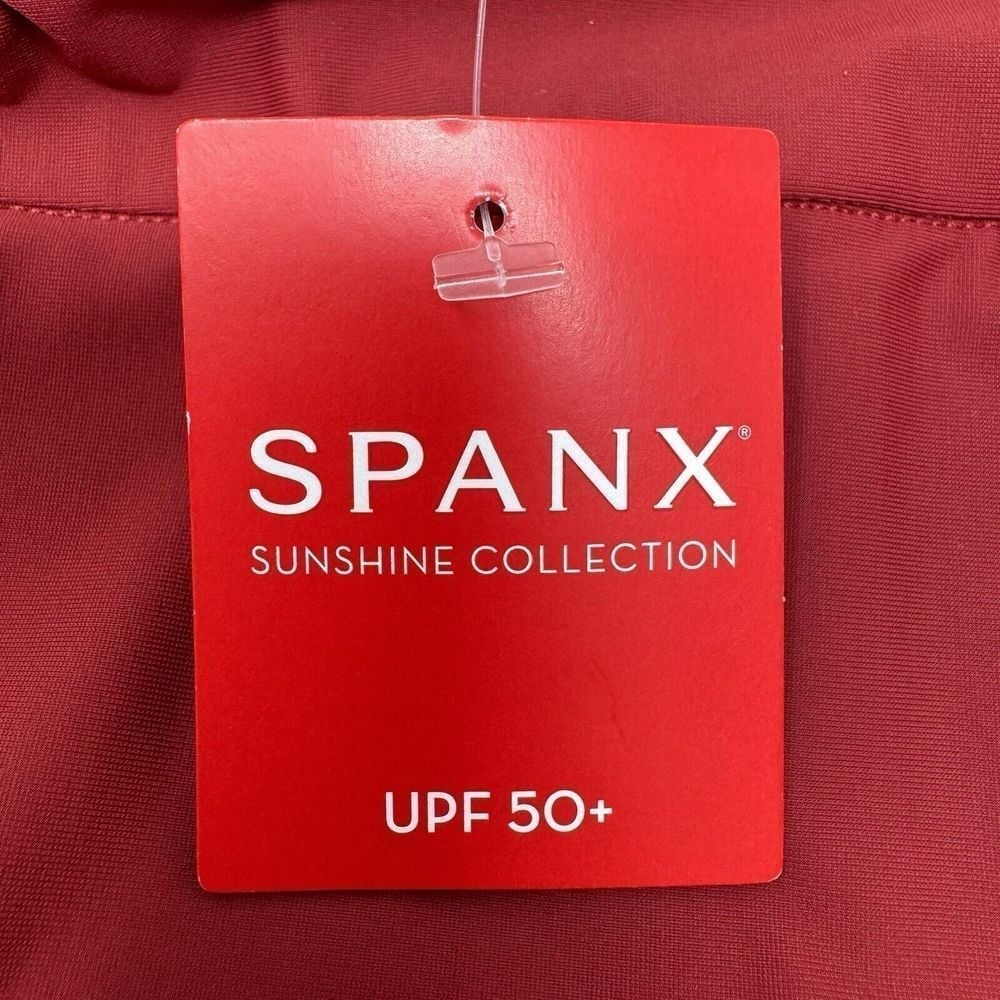 SPANX®
SUNSHINE COLLECTION
UPF 50+